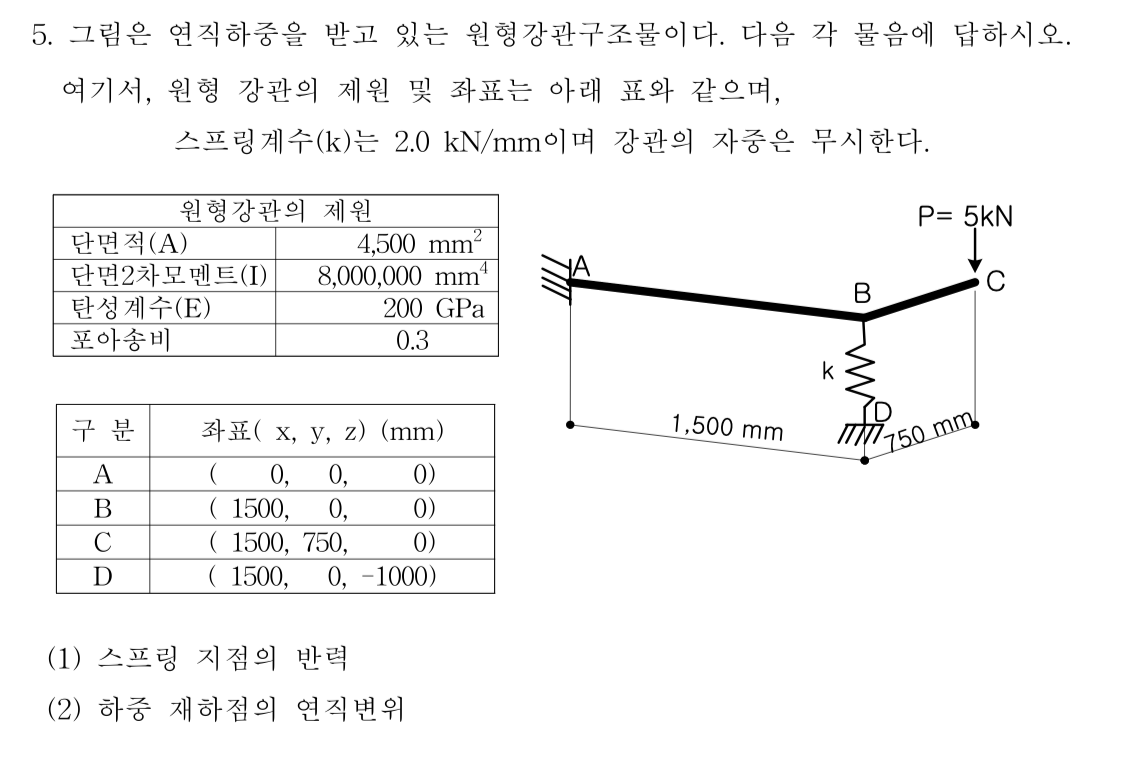 5. 그림은 연직하중을 받고 있는 원형강관구조물이다. 다음 각 물음에 답하시오.
여기서, 원형 강관의 제원 및 좌표는 아래 표와 같으며,
스프링계수(k)는 2.0 kN/mm이며 강관의 자중은 무시한다.
원형강관의 제원
단면적(A) 4,500 mm²
단면2차모멘트(I) 8,000,000 mm⁴
탄성계수(E) 200 GPa
포아송비 0.3
구 분 좌표( x, y, z) (mm)
A ( 0, 0, 0)
B ( 1500, 0, 0)
C ( 1500, 750, 0)
D ( 1500, 0, -1000)
P= 5kN
A
B
C
k
D
1,500 mm
750 mm
(1) 스프링 지점의 반력
(2) 하중 재하점의 연직변위